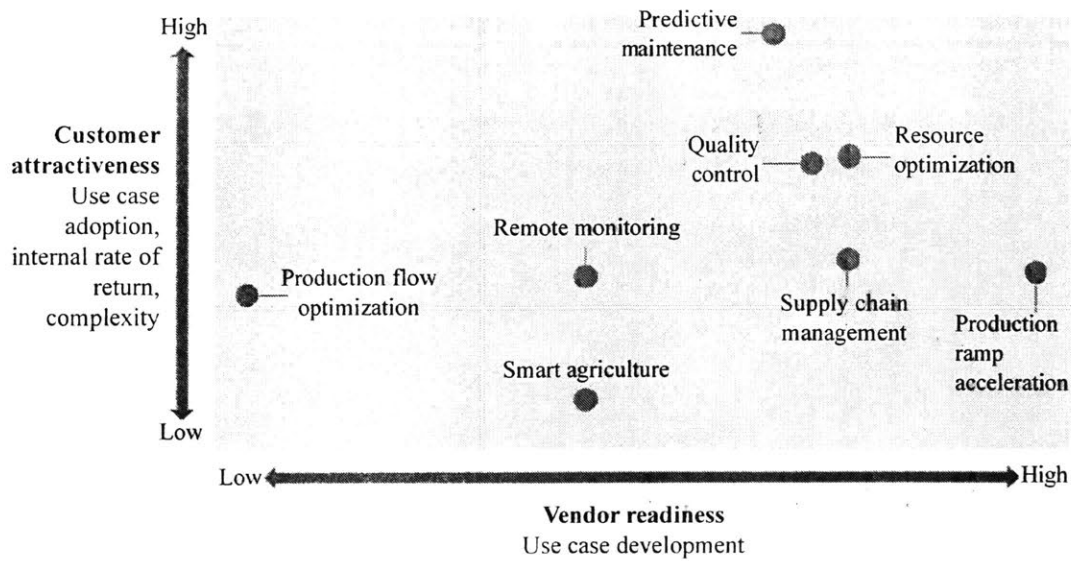 High
Customer
attractiveness
Use case
adoption,
internal rate of
return,
complexity
Low
Predictive
maintenance
Quality
control
Resource
optimization
Remote monitoring
Production flow
optimization
Supply chain
management
Production
ramp
acceleration
Smart agriculture
Low
High
Vendor readiness
Use case development